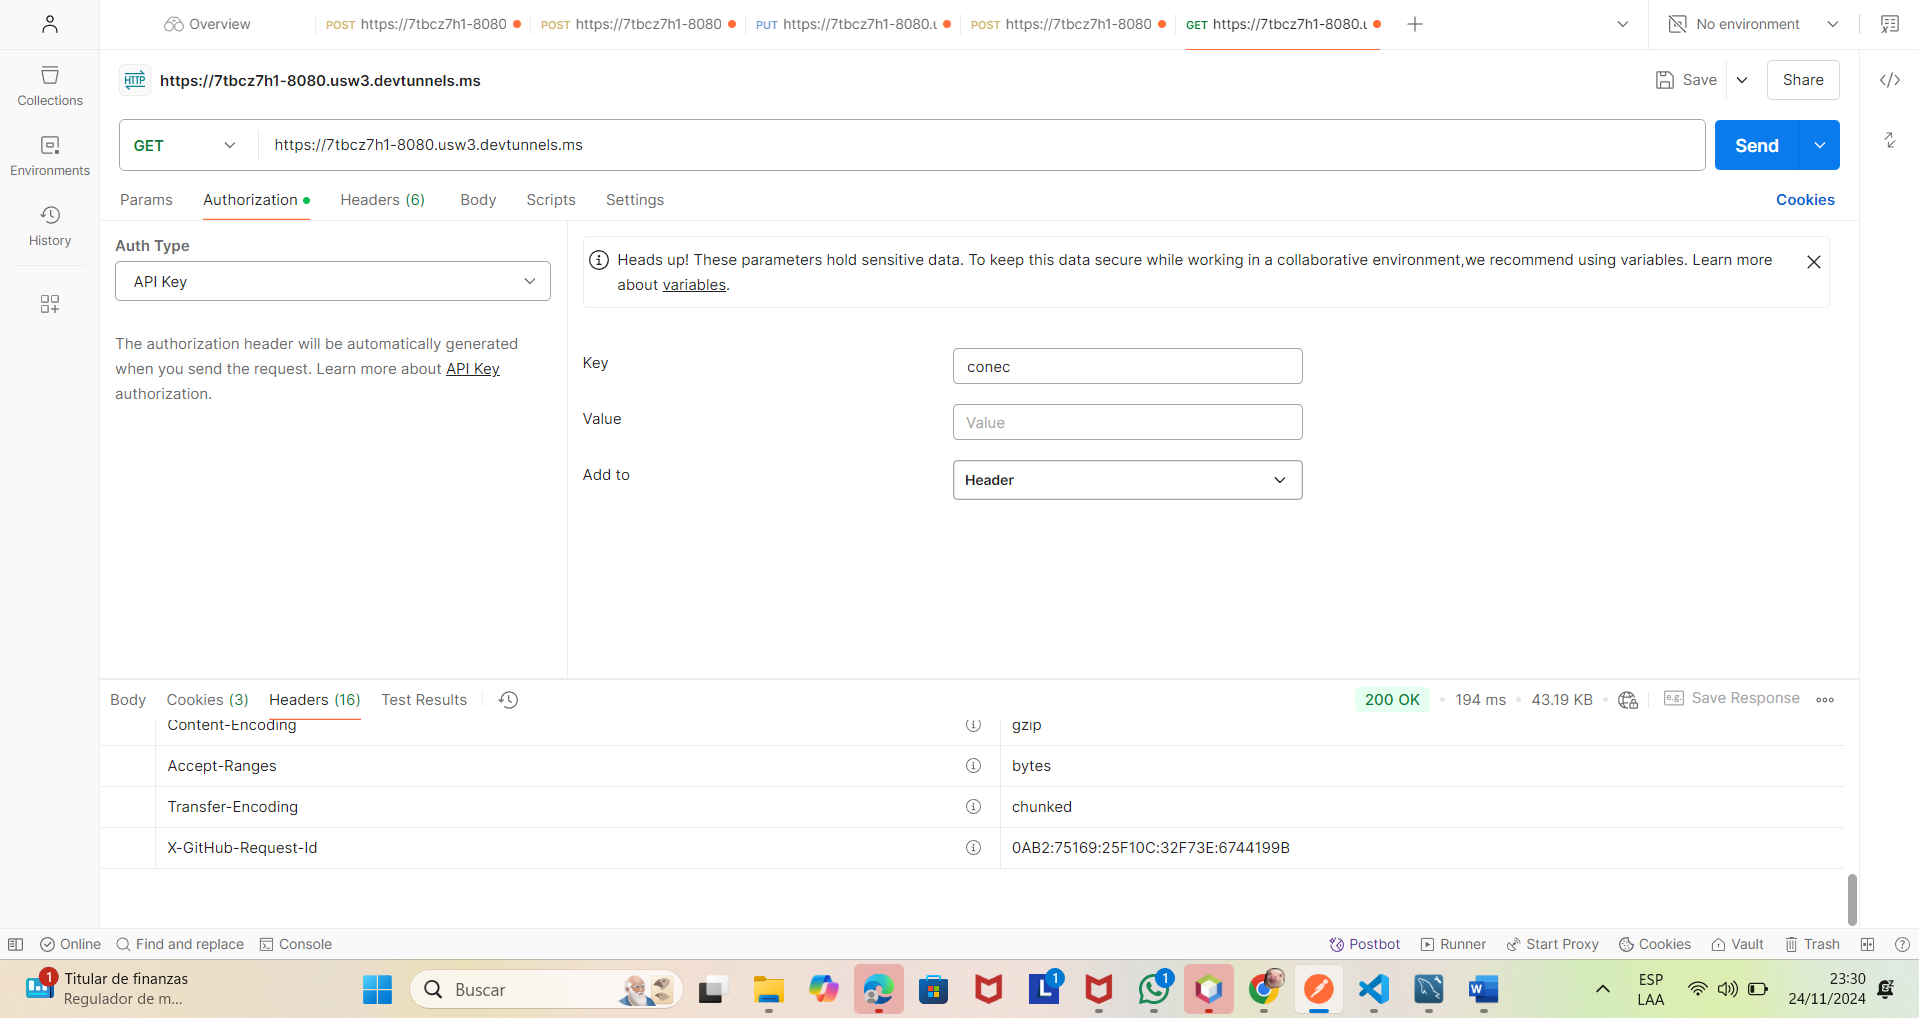 Overview
POST https://7tbcz7h1-8080
POST https://7tbcz7h1-8080
PUT https://7tbcz7h1-8080.u
POST https://7tbcz7h1-8080
GET https://7tbcz7h1-8080.u
No environment
HTTP https://7tbcz7h1-8080.usw3.devtunnels.ms
Save
Share
Collections
Environments
History
GET
https://7tbcz7h1-8080.usw3.devtunnels.ms
Send
Params
Authorization
Headers (6)
Body
Scripts
Settings
Cookies
Auth Type
API Key
The authorization header will be automatically generated
when you send the request. Learn more about API Key
authorization.
Heads up! These parameters hold sensitive data. To keep this data secure while working in a collaborative environment,we recommend using variables. Learn more
about variables.
Key
conec
Value
Value
Add to
Header
Body
Cookies (3)
Headers (16)
Test Results
200 OK
194 ms
43.19 KB
e.g. Save Response
Content-Encoding
gzip
Accept-Ranges
bytes
Transfer-Encoding
chunked
X-GitHub-Request-Id
0AB2:75169:25F10C:32F73E:6744199B
Online
Find and replace
Console
Postbot
Runner
Start Proxy
Cookies
Vault
Trash
1
Titular de finanzas
Regulador de m...
Buscar
L 1
1
W
ESP
LAA
23:30
24/11/2024